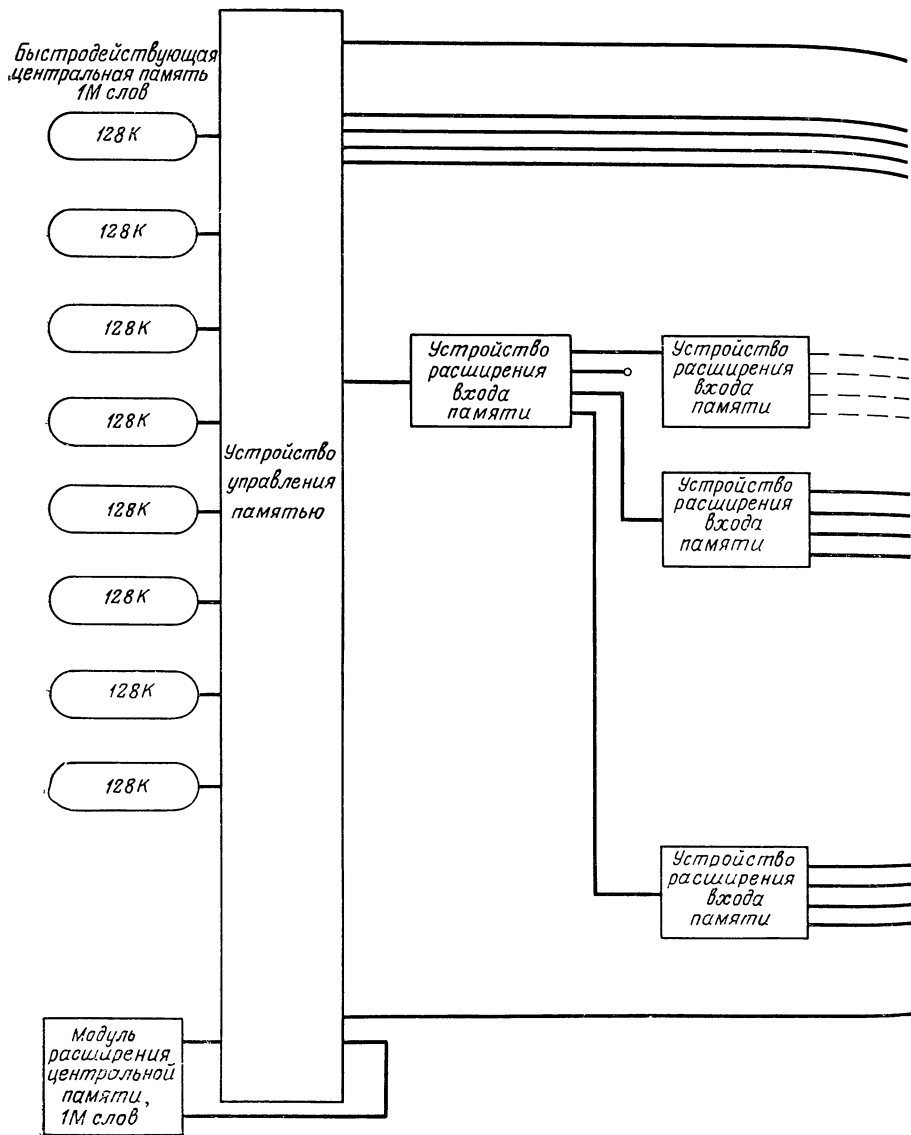 Быстродействующая
центральная память
1М слов
128К
128К
128К
128К
128К
128К
128К
128К
Устройство
управления
памятью
Устройство
расширения
входа
памяти
Устройство
расширения
входа
памяти
Устройство
расширения
входа
памяти
Устройство
расширения
входа
памяти
Модуль
расширения
центральной
памяти,
1М слов